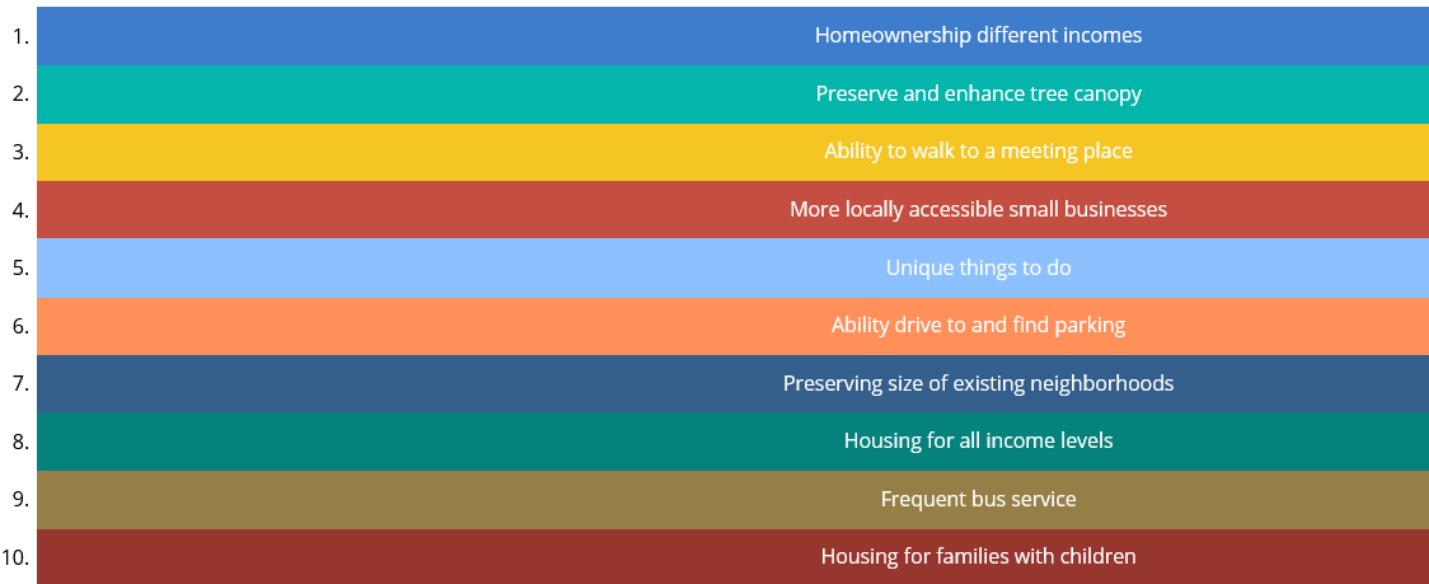 1. Homeownership different incomes
2. Preserve and enhance tree canopy
3. Ability to walk to a meeting place
4. More locally accessible small businesses
5. Unique things to do
6. Ability drive to and find parking
7. Preserving size of existing neighborhoods
8. Housing for all income levels
9. Frequent bus service
10. Housing for families with children